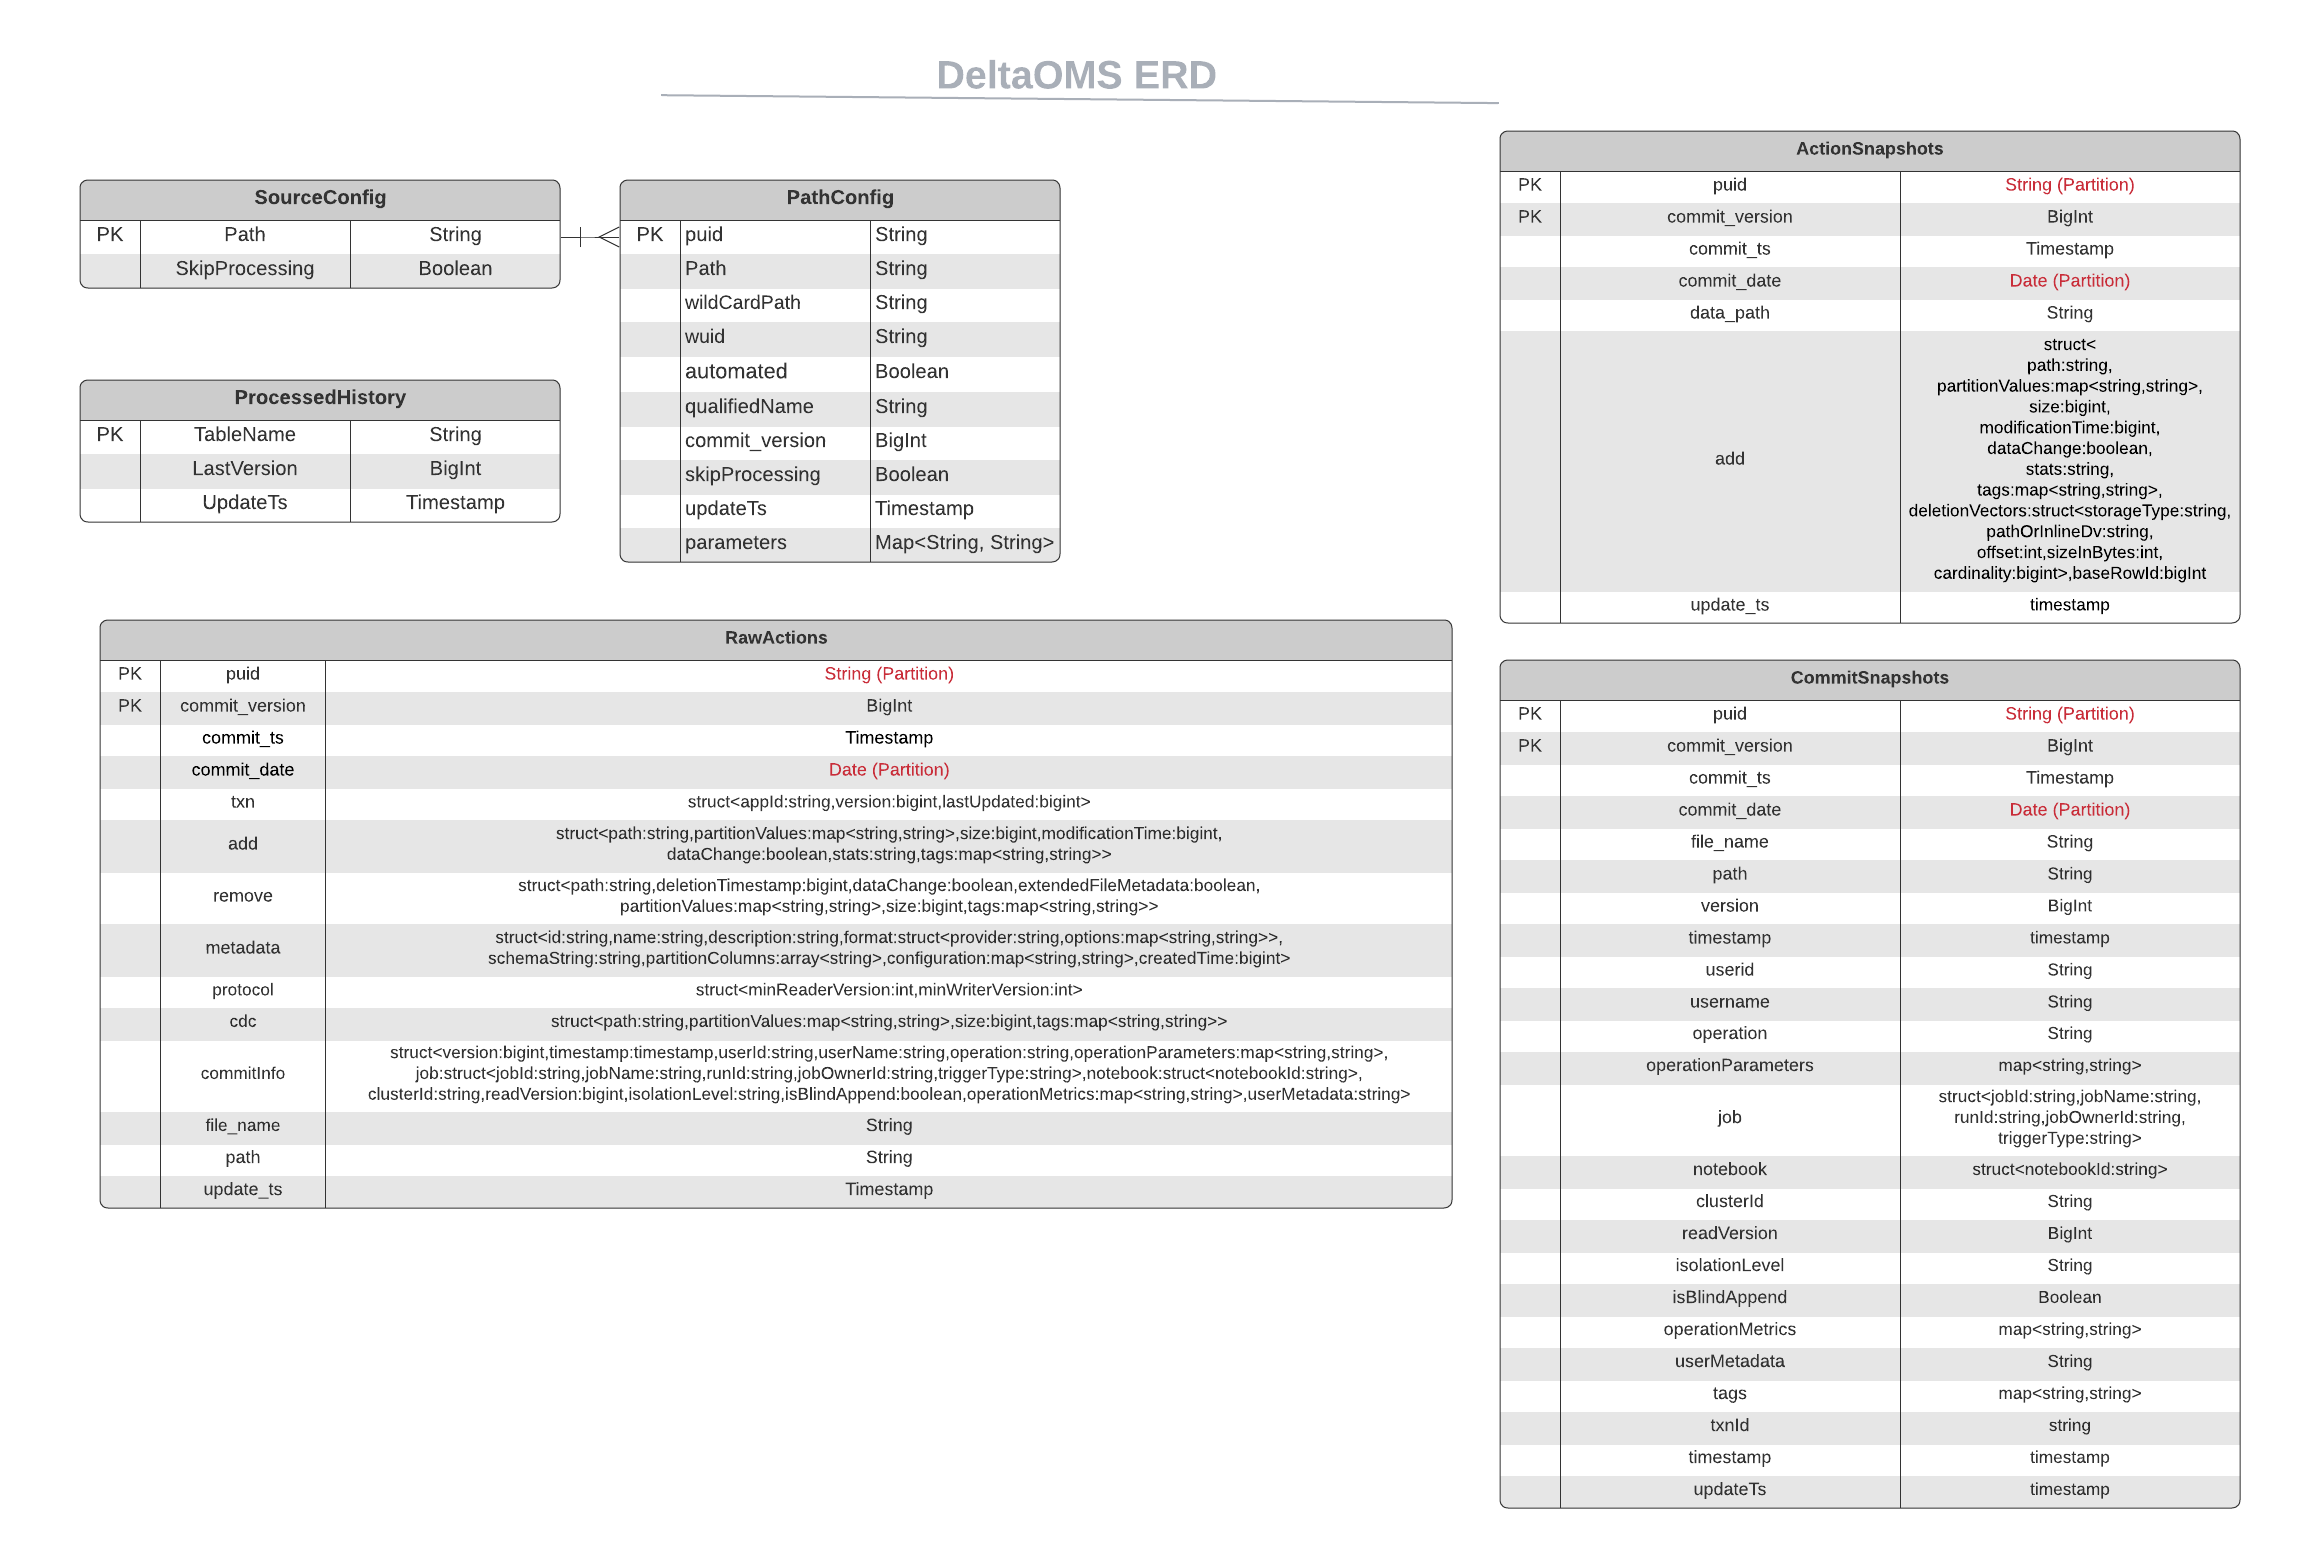 DeltaOMS ERD
SourceConfig
PK Path String
SkipProcessing Boolean
PathConfig
PK puid String
Path String
wildCardPath String
wuid String
automated Boolean
qualifiedName String
commit_version BigInt
skipProcessing Boolean
updateTs Timestamp
parameters Map<String, String>
ProcessedHistory
PK TableName String
LastVersion BigInt
UpdateTs Timestamp
RawActions
PK puid String (Partition)
PK commit_version BigInt
commit_ts Timestamp
commit_date Date (Partition)
txn struct<appId:string,version:bigint,lastUpdated:bigint>
add
struct<path:string,partitionValues:map<string,string>,size:bigint,modificationTime:bigint,
dataChange:boolean,stats:string,tags:map<string,string>>
remove
struct<path:string,deletionTimestamp:bigint,dataChange:boolean,extendedFileMetadata:boolean,
partitionValues:map<string,string>,size:bigint,tags:map<string,string>>
metadata
struct<id:string,name:string,description:string,format:struct<provider:string,options:map<string,string>>,
schemaString:string,partitionColumns:array<string>,configuration:map<string,string>,createdTime:bigint>
protocol struct<minReaderVersion:int,minWriterVersion:int>
cdc struct<path:string,partitionValues:map<string,string>,size:bigint,tags:map<string,string>>
commitInfo
struct<version:bigint,timestamp:timestamp,userId:string,userName:string,operation:string,operationParameters:map<string,string>,
job:struct<jobId:string,jobName:string,runId:string,jobOwnerId:string,triggerType:string>,notebook:struct<notebookId:string>,
clusterId:string,readVersion:bigint,isolationLevel:string,isBlindAppend:boolean,operationMetrics:map<string,string>,userMetadata:string>
file_name String
path String
update_ts Timestamp
ActionSnapshots
PK puid String (Partition)
PK commit_version BigInt
commit_ts Timestamp
commit_date Date (Partition)
data_path String
add
struct<
path:string,
partitionValues:map<string,string>,
size:bigint,
modificationTime:bigint,
dataChange:boolean,
stats:string,
tags:map<string,string>,
deletionVectors:struct<storageType:string,
pathOrInlineDv:string,
offset:int,sizeInBytes:int,
cardinality:bigint>,baseRowId:bigInt
update_ts timestamp
CommitSnapshots
PK puid String (Partition)
PK commit_version BigInt
commit_ts Timestamp
commit_date Date (Partition)
file_name String
path String
version BigInt
timestamp timestamp
userid String
username String
operation String
operationParameters map<string,string>
job
struct<jobId:string,jobName:string,
runId:string,jobOwnerId:string,
triggerType:string>
notebook struct<notebookId:string>
clusterId String
readVersion BigInt
isolationLevel String
isBlindAppend Boolean
operationMetrics map<string,string>
userMetadata String
tags map<string,string>
txnId string
timestamp timestamp
updateTs timestamp